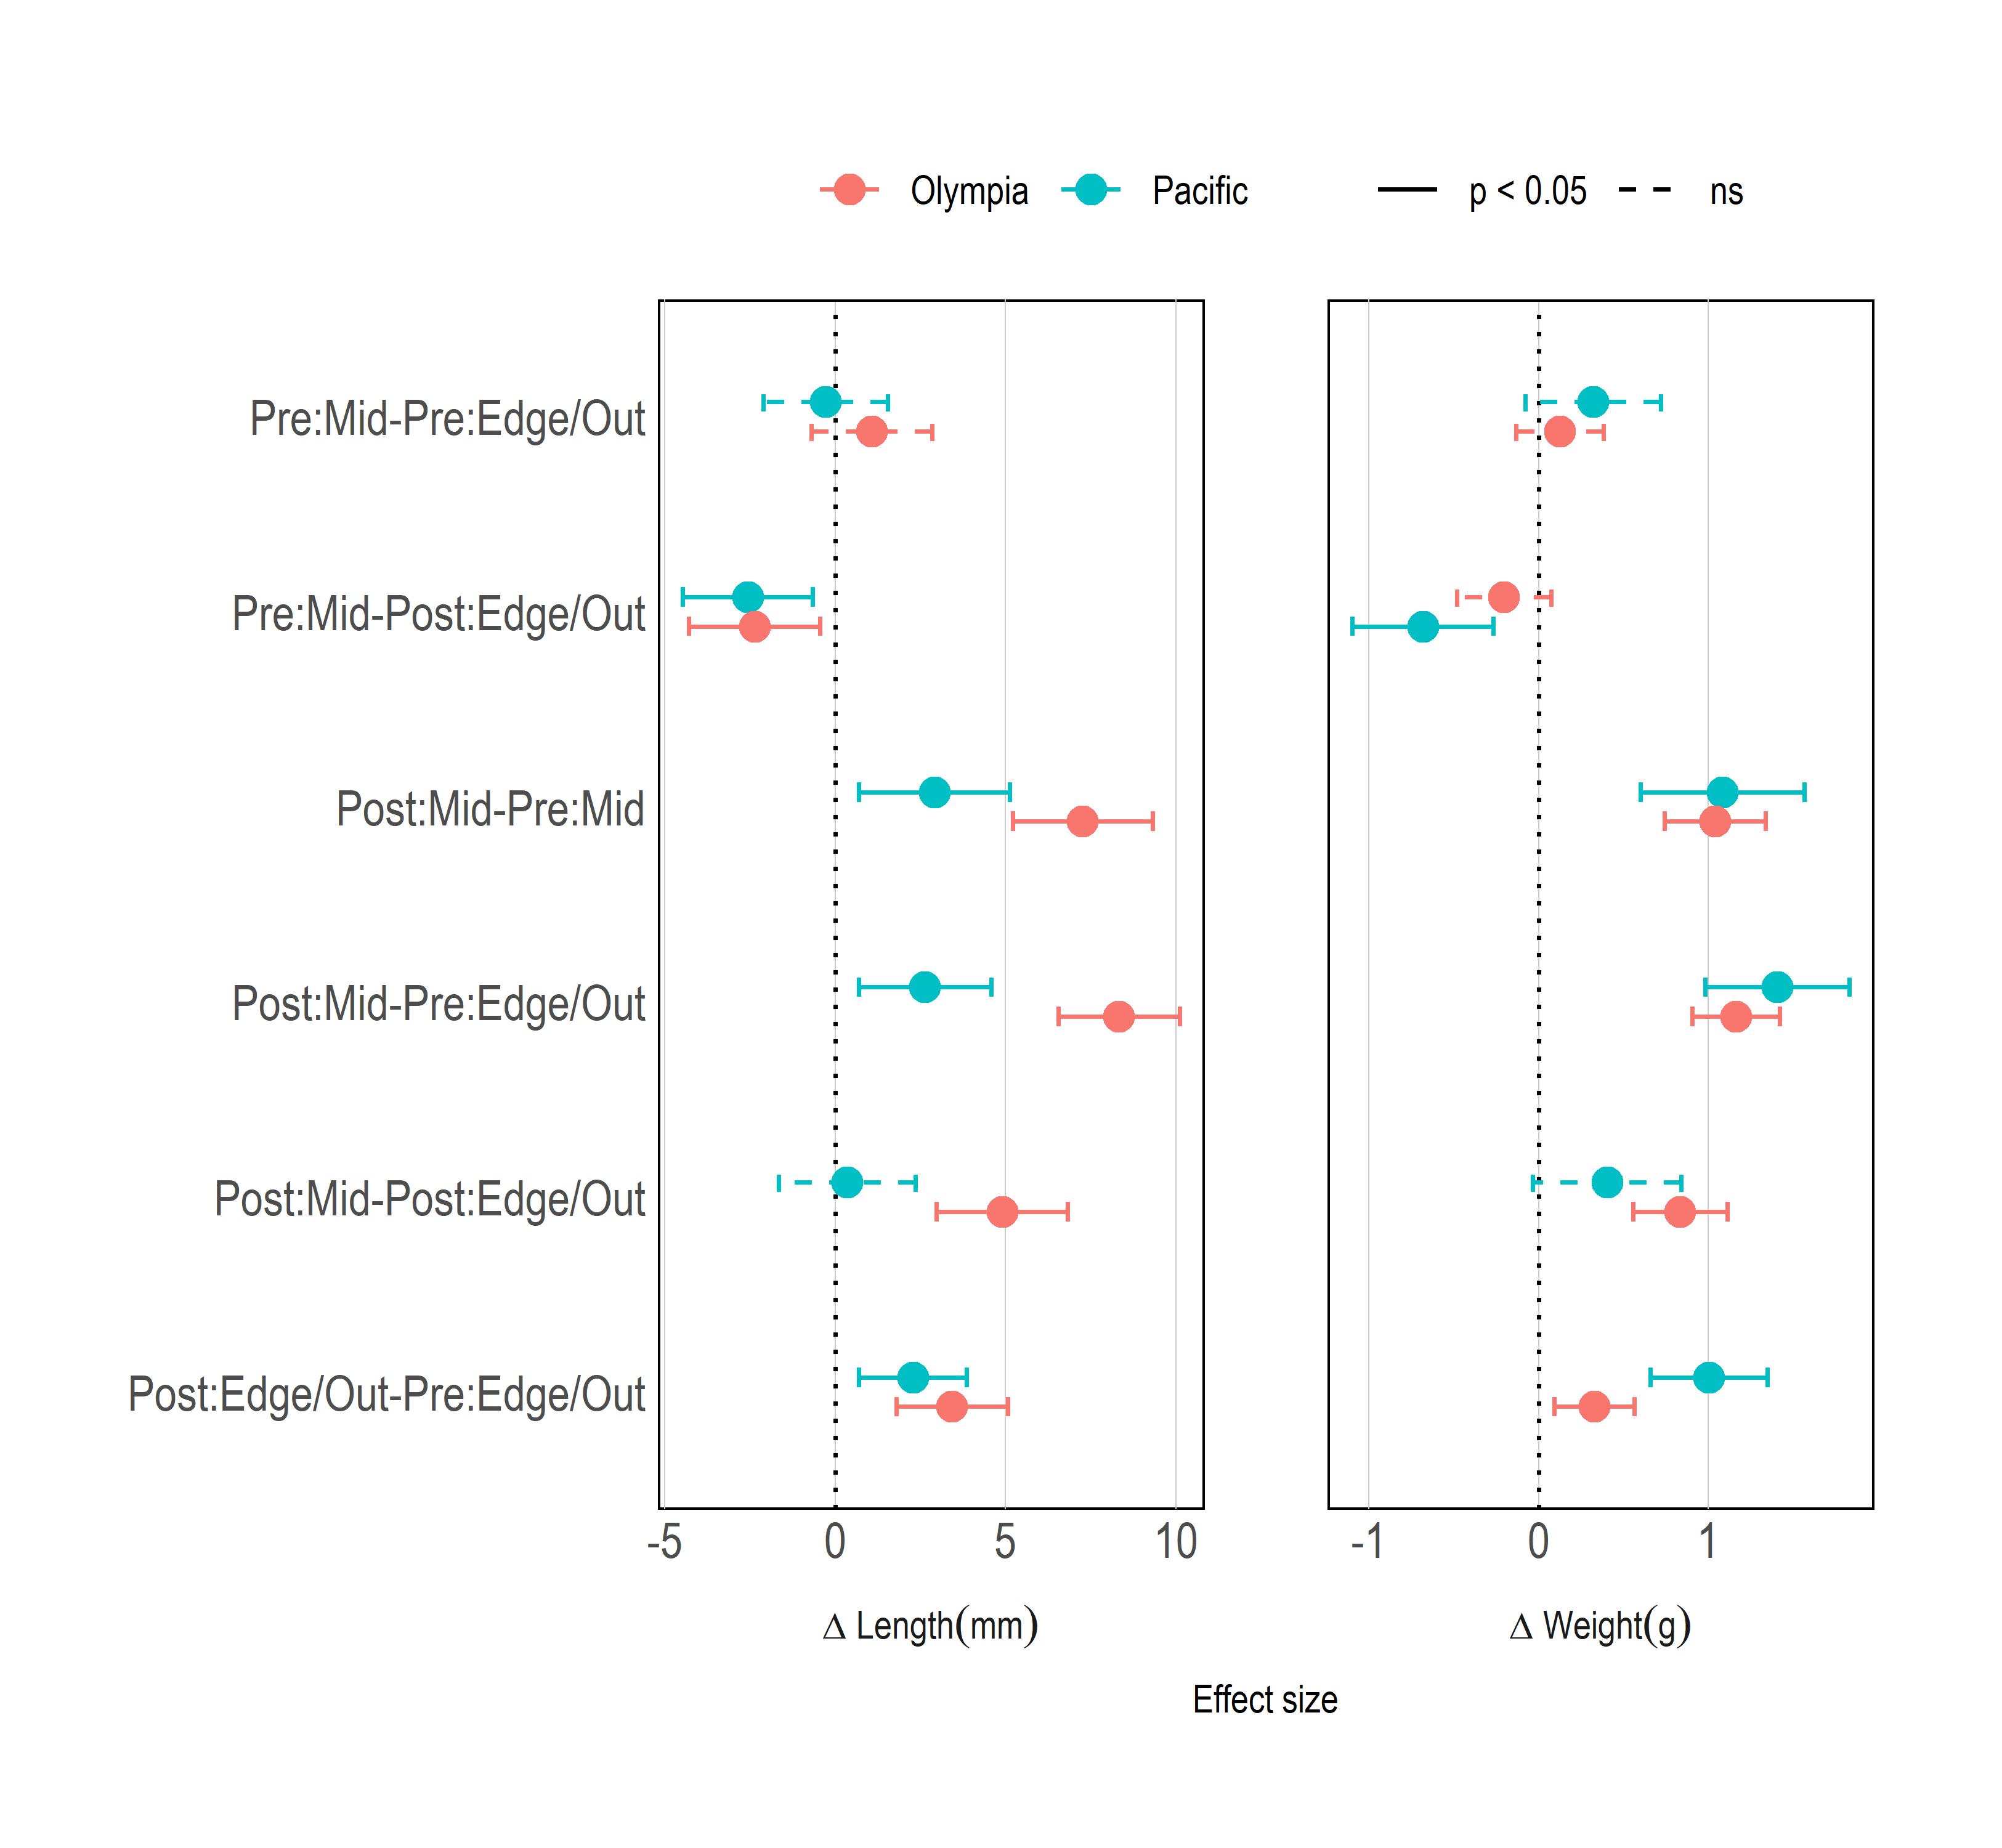 Olympia Pacific p < 0.05 ns
Pre:Mid-Pre:Edge/Out
Pre:Mid-Post:Edge/Out
Post:Mid-Pre:Mid
Post:Mid-Pre:Edge/Out
Post:Mid-Post:Edge/Out
Post:Edge/Out-Pre:Edge/Out
-5 0 5 10 -1 0 1
Δ Length(mm) Δ Weight(g)
Effect size